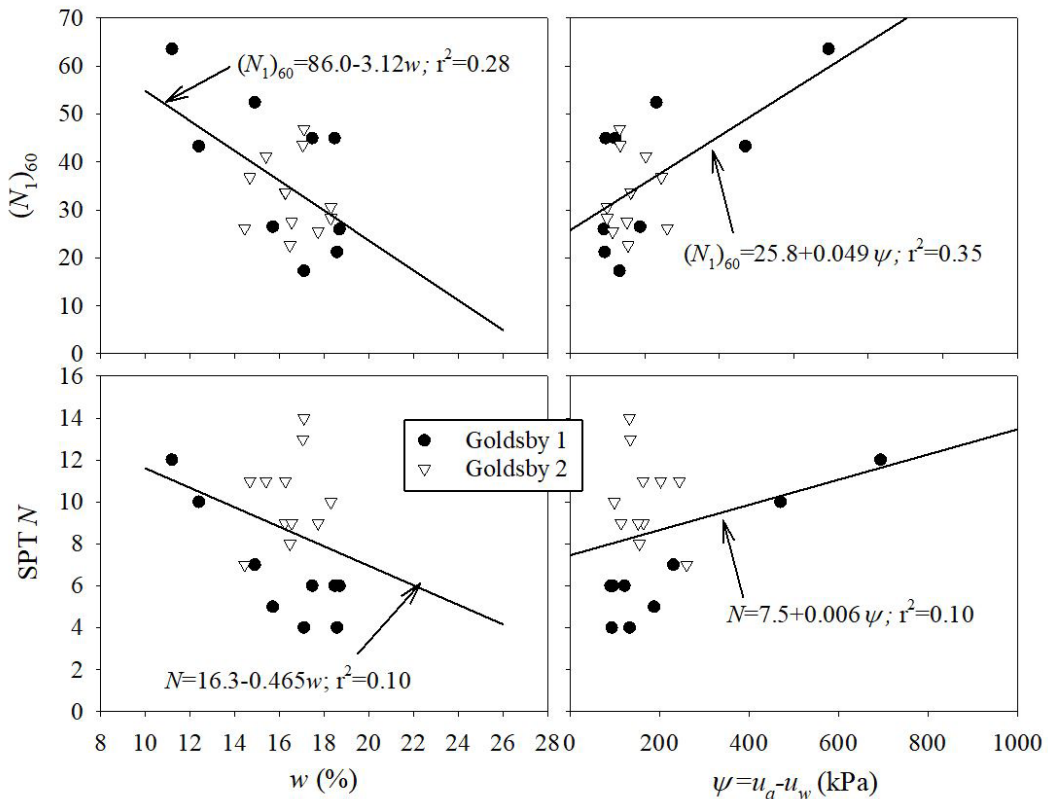 70
60
50
40
30
20
10
0
(N1)60
(N1)60=86.0-3.12w; r2=0.28
(N1)60=25.8+0.049 ψ; r2=0.35
16
14
12
10
8
6
4
2
0
SPT N
Goldsby 1
Goldsby 2
N=16.3-0.465w; r2=0.10
N=7.5+0.006 ψ; r2=0.10
8 10 12 14 16 18 20 22 24 26 28
0 200 400 600 800 1000
w (%)
ψ=ua-uw (kPa)